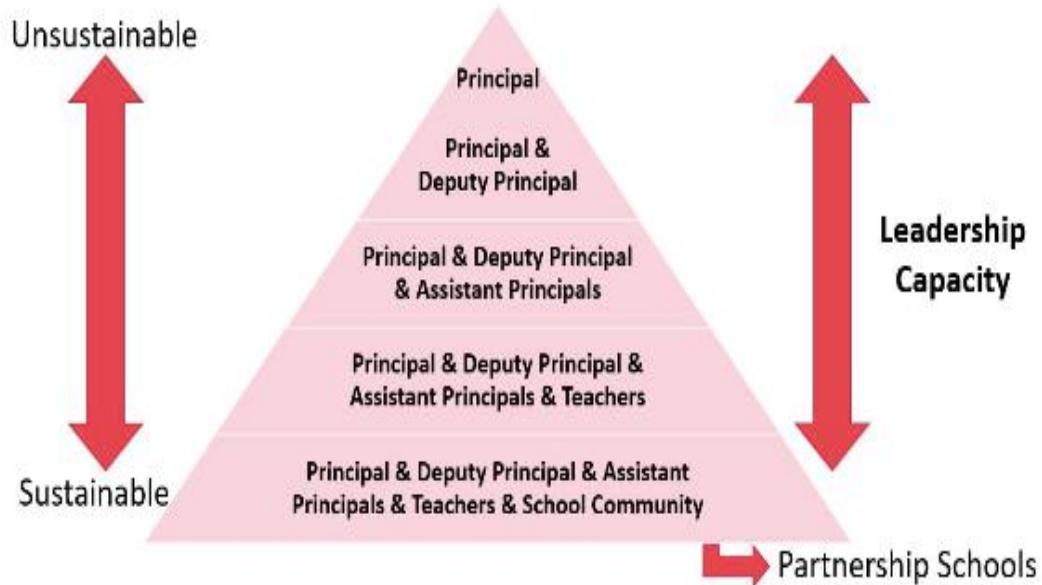 Unsustainable
Principal
Principal &
Deputy Principal
Principal & Deputy Principal
& Assistant Principals
Leadership
Capacity
Principal & Deputy Principal &
Assistant Principals & Teachers
Principal & Deputy Principal & Assistant
Principals & Teachers & School Community
Sustainable
Partnership Schools